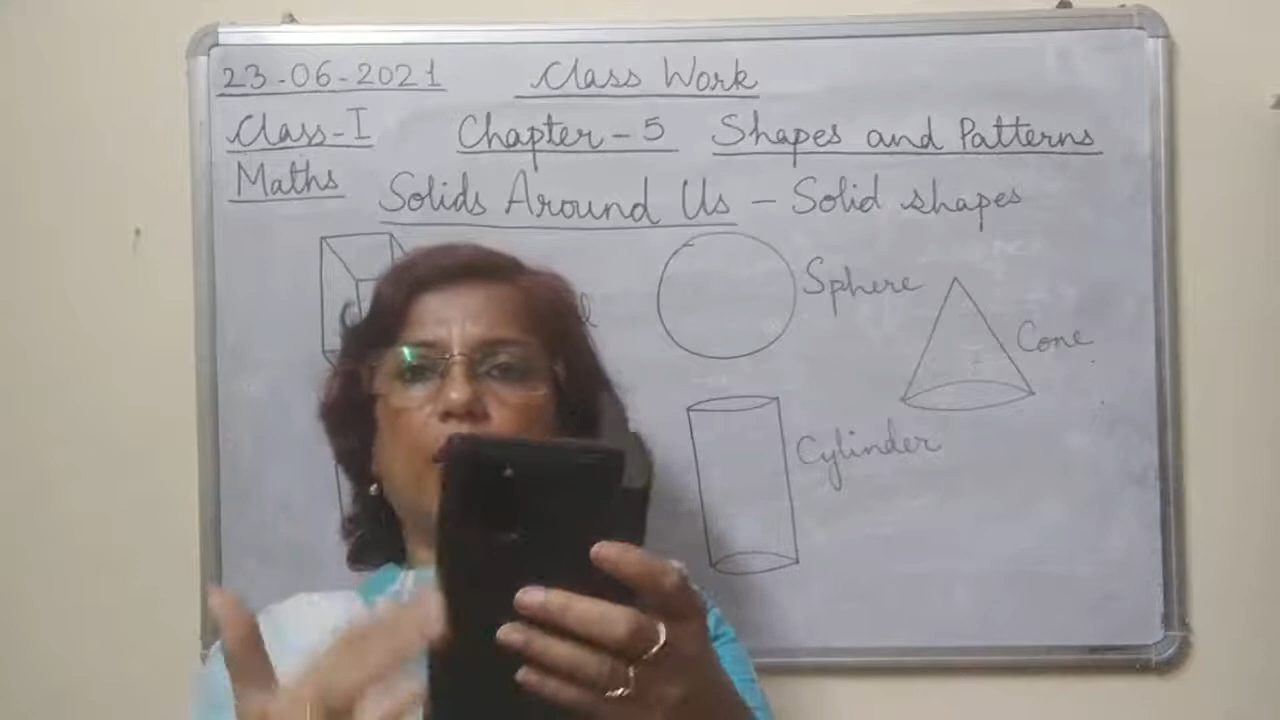 23-06-2021 Class Work
Class-I Chapter-5 Shapes and Patterns
Maths
Solids Around Us - Solid shapes
Sphere
Cone
Cylinder